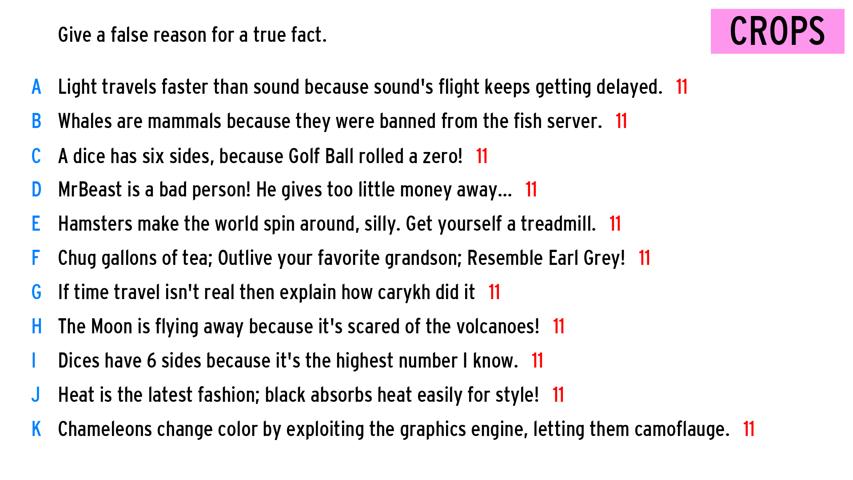 Give a false reason for a true fact.
CROPS
A Light travels faster than sound because sound's flight keeps getting delayed. 11
B Whales are mammals because they were banned from the fish server. 11
C A dice has six sides, because Golf Ball rolled a zero! 11
D MrBeast is a bad person! He gives too little money away... 11
E Hamsters make the world spin around, silly. Get yourself a treadmill. 11
F Chug gallons of tea; Outlive your favorite grandson; Resemble Earl Grey! 11
G If time travel isn't real then explain how carykh did it 11
H The Moon is flying away because it's scared of the volcanoes! 11
I Dices have 6 sides because it's the highest number I know. 11
J Heat is the latest fashion; black absorbs heat easily for style! 11
K Chameleons change color by exploiting the graphics engine, letting them camoflauge. 11